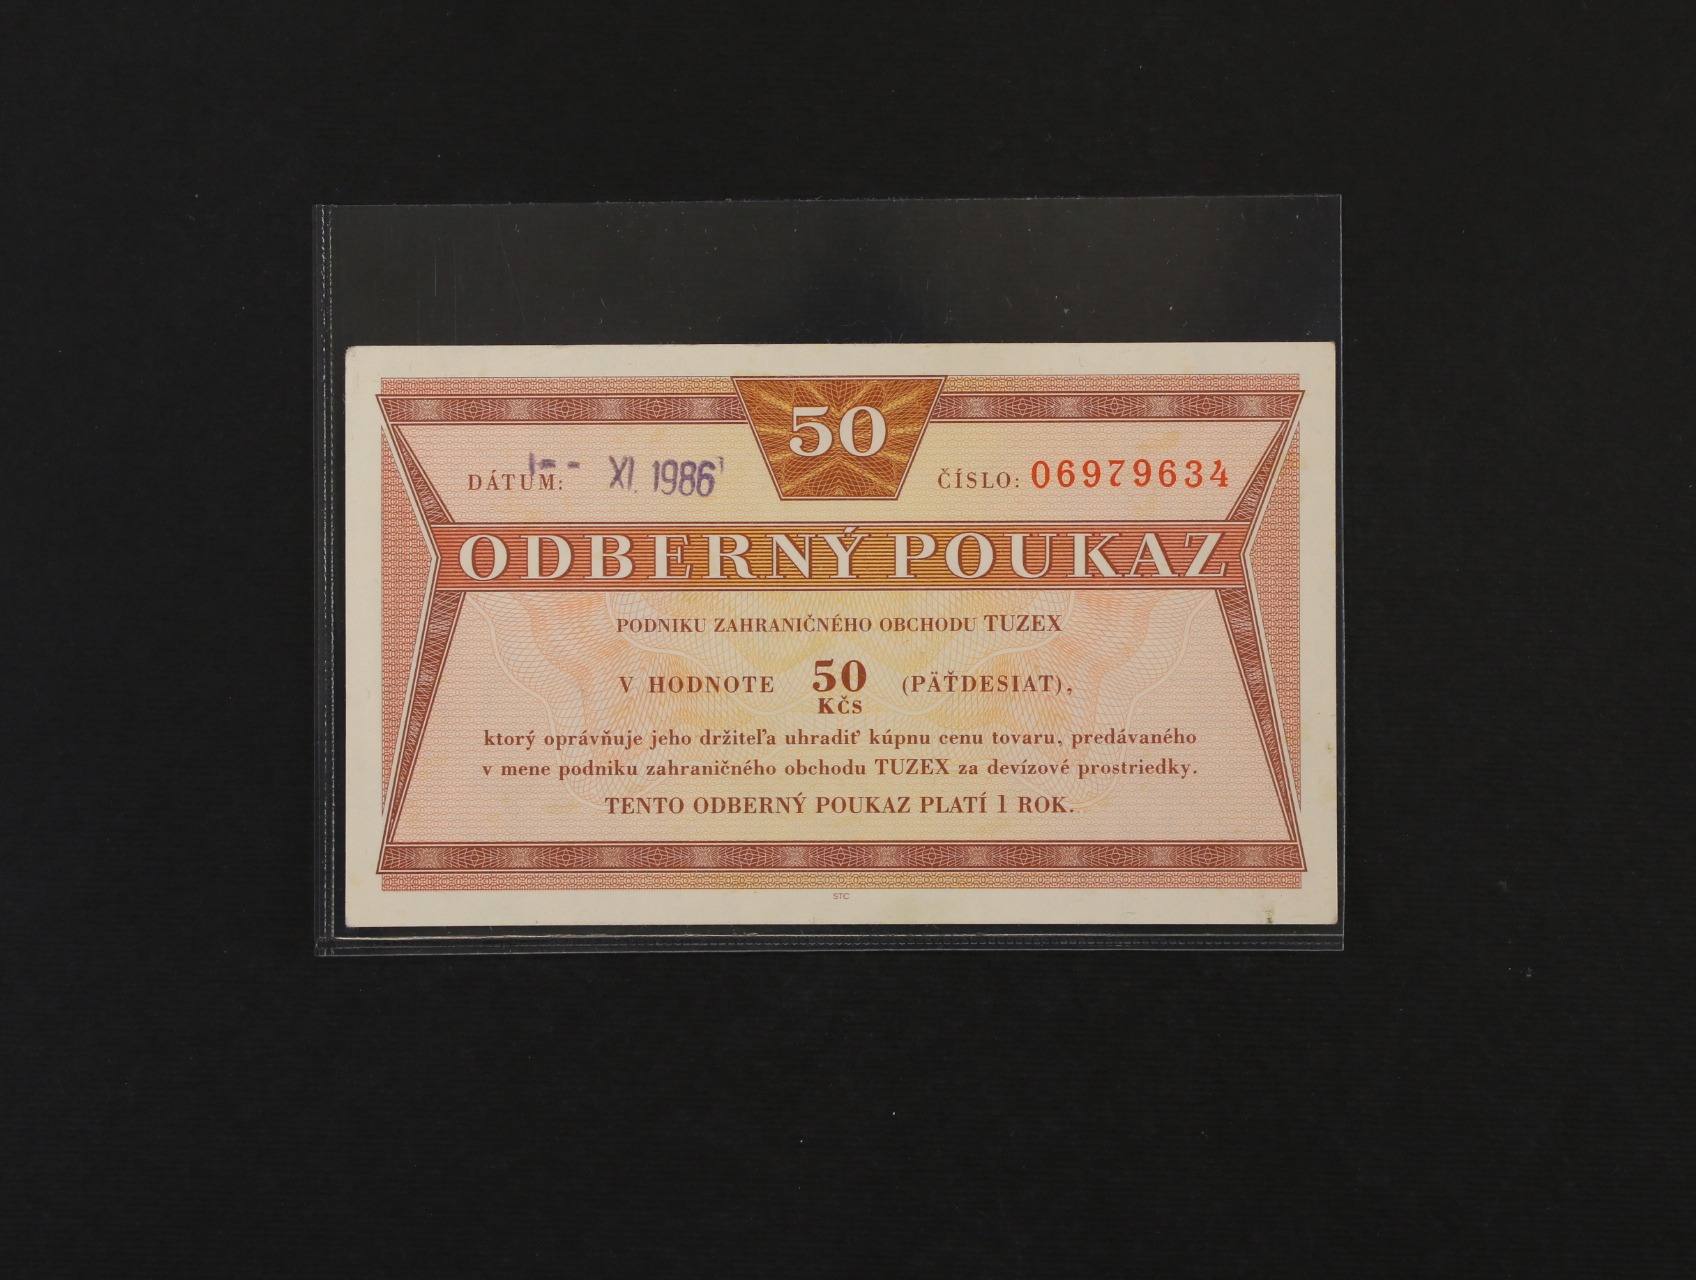 50
DÁTUM: 1-- XI. 1986
ČÍSLO: 06979634
ODBERNÝ POUKAZ
PODNIKU ZAHRANIČNÉHO OBCHODU TUZEX
V HODNOTE 50 (PÄŤDESIAT),
KČS
ktorý oprávňuje jeho držiteľa uhradiť kúpnu cenu tovaru, predávaného
v mene podniku zahraničného obchodu TUZEX za devízové prostriedky.
TENTO ODBERNÝ POUKAZ PLATÍ 1 ROK.
STC